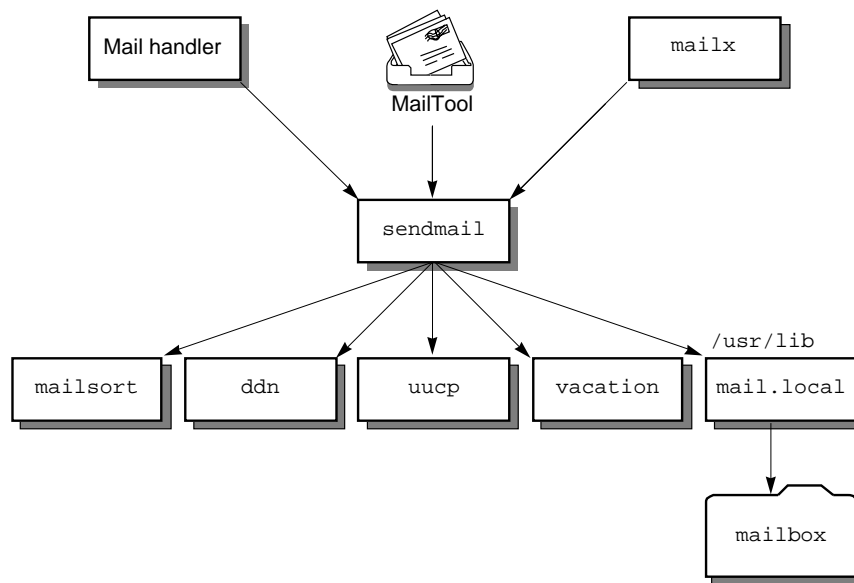 Mail handler
MailTool
mailx
sendmail
/usr/lib
mailsort
ddn
uucp
vacation
mail.local
mailbox